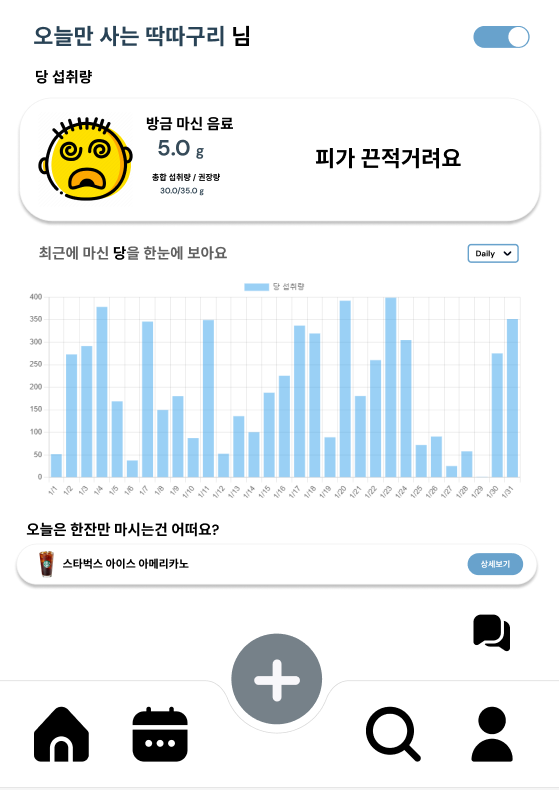 오늘만 사는 딱따구리 님
당 섭취량
방금 마신 음료
5.0 g
총합 섭취량 / 권장량
30.0/35.0 g
피가 끈적거려요
최근에 마신 당을 한눈에 보아요
Daily
당 섭취량
400
350
300
250
200
150
100
50
0
1/1 1/2 1/3 1/4 1/5 1/6 1/7 1/8 1/9 1/10 1/11 1/12 1/13 1/14 1/15 1/16 1/17 1/18 1/19 1/20 1/21 1/22 1/23 1/24 1/25 1/26 1/27 1/28 1/29 1/30 1/31
오늘은 한잔만 마시는건 어떠요?
스타벅스 아이스 아메리카노
상세보기